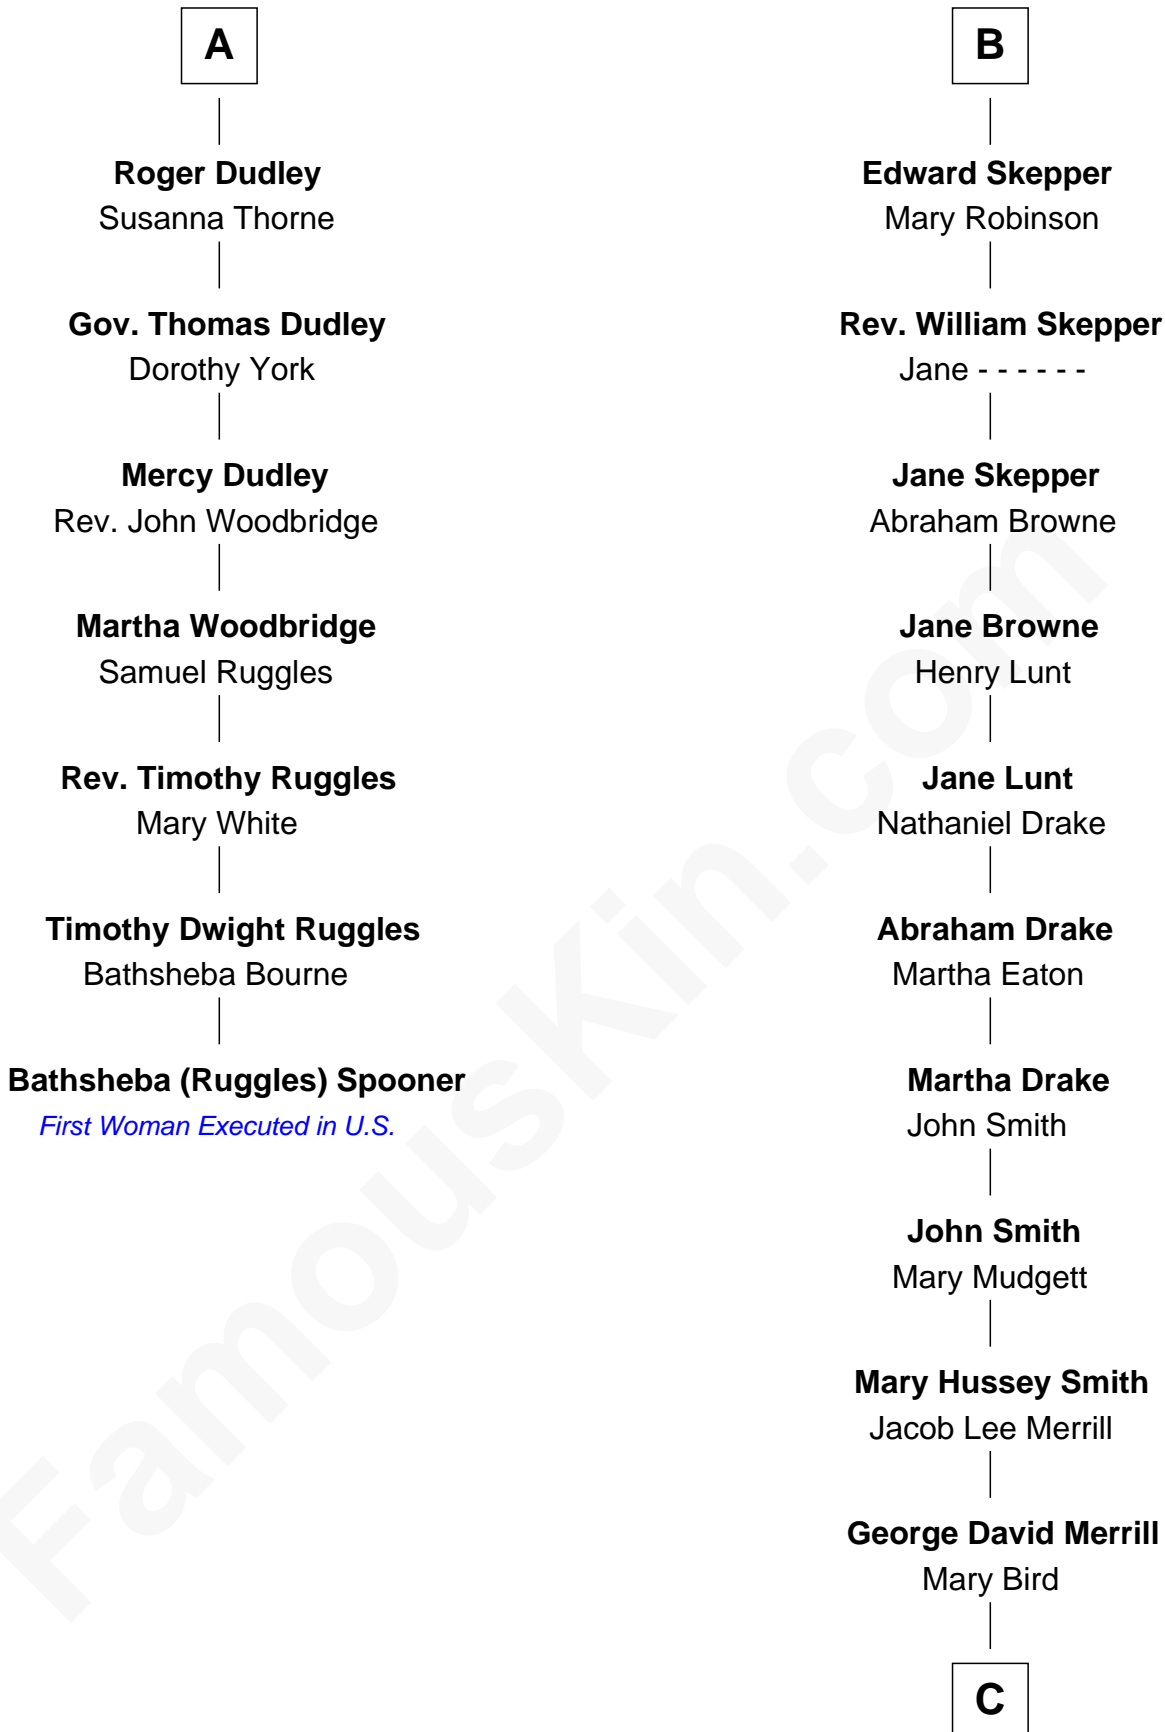 A
Roger Dudley
Susanna Thorne
Gov. Thomas Dudley
Dorothy York
Mercy Dudley
Rev. John Woodbridge
Martha Woodbridge
Samuel Ruggles
Rev. Timothy Ruggles
Mary White
Timothy Dwight Ruggles
Bathsheba Bourne
Bathsheba (Ruggles) Spooner
First Woman Executed in U.S.
B
Edward Skepper
Mary Robinson
Rev. William Skepper
Jane - - - - - -
Jane Skepper
Abraham Browne
Jane Browne
Henry Lunt
Jane Lunt
Nathaniel Drake
Abraham Drake
Martha Eaton
Martha Drake
John Smith
John Smith
Mary Mudgett
Mary Hussey Smith
Jacob Lee Merrill
George David Merrill
Mary Bird
C
FamousKin.com